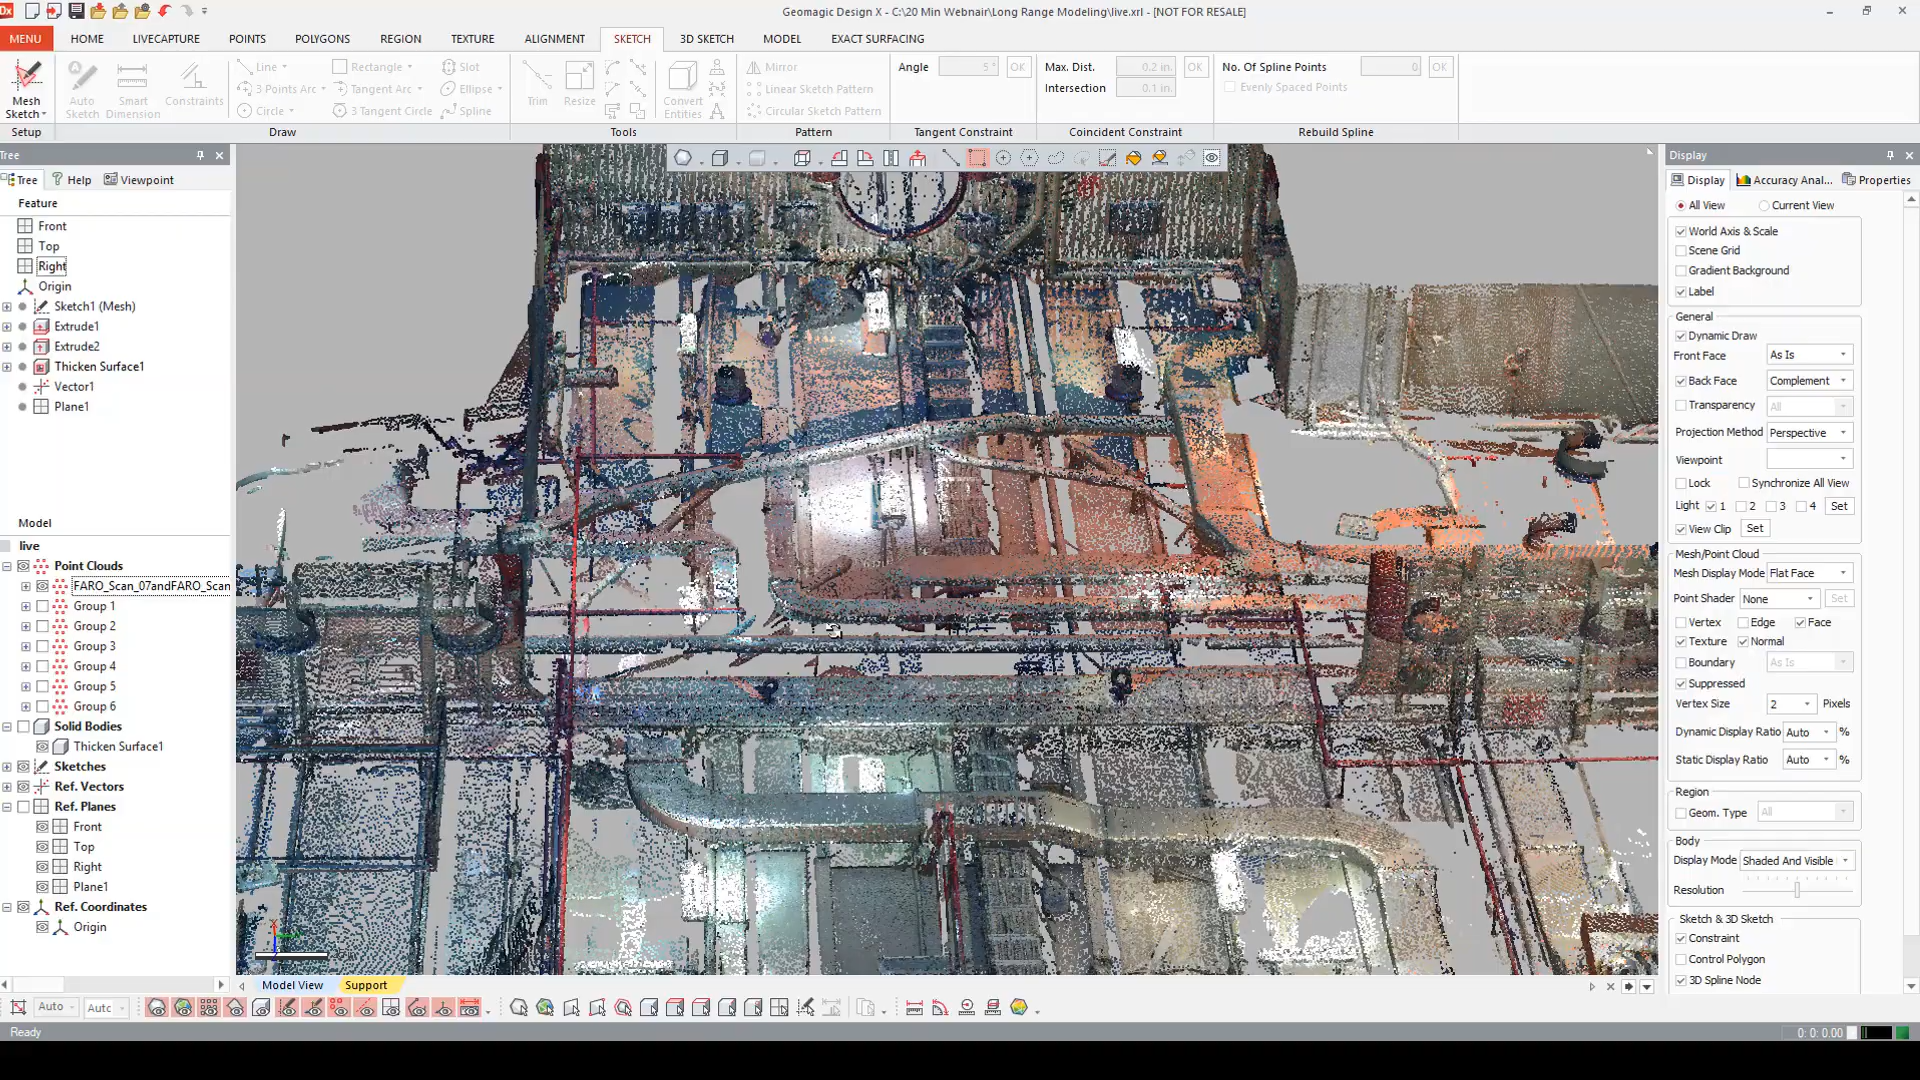 Dx
Geomagic Design X - C:\20 Min Webnair\Long Range Modeling\live.xrl - [NOT FOR RESALE]
MENU HOME LIVECAPTURE POINTS POLYGONS REGION TEXTURE ALIGNMENT SKETCH 3D SKETCH MODEL EXACT SURFACING
Mesh Sketch
Auto Sketch
Smart Dimension
Constraints
Line Rectangle Slot
3 Points Arc Tangent Arc Ellipse
Circle 3 Tangent Circle Spline
Trim Resize
Convert Entities
Mirror
Linear Sketch Pattern
Circular Sketch Pattern
Angle 5° OK
Max. Dist. 0.2 in. OK
Intersection 0.1 in.
No. Of Spline Points 0 OK
Evenly Spaced Points
Setup Draw Tools Pattern Tangent Constraint Coincident Constraint Rebuild Spline
Tree
Tree Help Viewpoint
Feature
Front
Top
Right
Origin
Sketch1 (Mesh)
Extrude1
Extrude2
Thicken Surface1
Vector1
Plane1
Model
live
Point Clouds
FARO_Scan_07andFARO_Scan
Group 1
Group 2
Group 3
Group 4
Group 5
Group 6
Solid Bodies
Thicken Surface1
Sketches
Ref. Vectors
Ref. Planes
Front
Top
Right
Plane1
Ref. Coordinates
Origin
Display
Display Accuracy Anal... Properties
All View Current View
World Axis & Scale
Scene Grid
Gradient Background
Label
General
Dynamic Draw
Front Face As Is
Back Face Complement
Transparency All
Projection Method Perspective
Viewpoint
Lock Synchronize All View
Light 1 2 3 4 Set
View Clip Set
Mesh/Point Cloud
Mesh Display Mode Flat Face
Point Shader None Set
Vertex Edge Face
Texture Normal
Boundary As Is
Suppressed
Vertex Size 2 Pixels
Dynamic Display Ratio Auto %
Static Display Ratio Auto %
Region
Geom. Type All
Body
Display Mode Shaded And Visible
Resolution
Sketch & 3D Sketch
Constraint
Control Polygon
3D Spline Node
Model View Support
Auto Autc
Ready
0: 0: 0.00